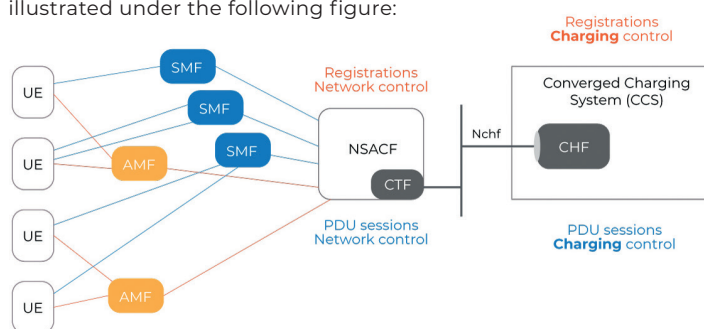 illustrated under the following figure:
Registrations
Charging control
SMF
UE
Registrations
Network control
Converged Charging
System (CCS)
SMF
Nchf
UE
AMF
SMF
NSACF
CHF
CTF
UE
PDU sessions
Network control
PDU sessions
Charging control
UE
AMF